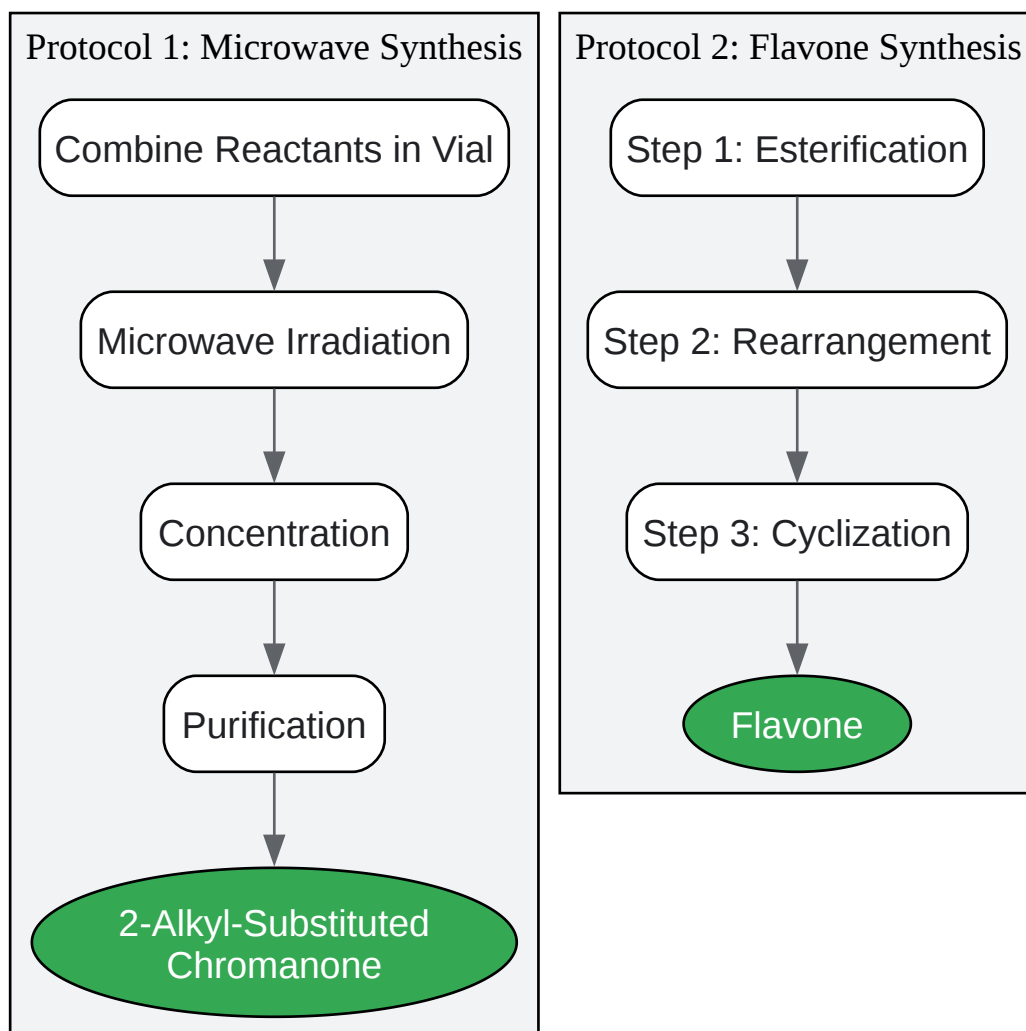 Protocol 1: Microwave Synthesis
Combine Reactants in Vial
Microwave Irradiation
Concentration
Purification
2-Alkyl-Substituted
Chromanone
Protocol 2: Flavone Synthesis
Step 1: Esterification
Step 2: Rearrangement
Step 3: Cyclization
Flavone